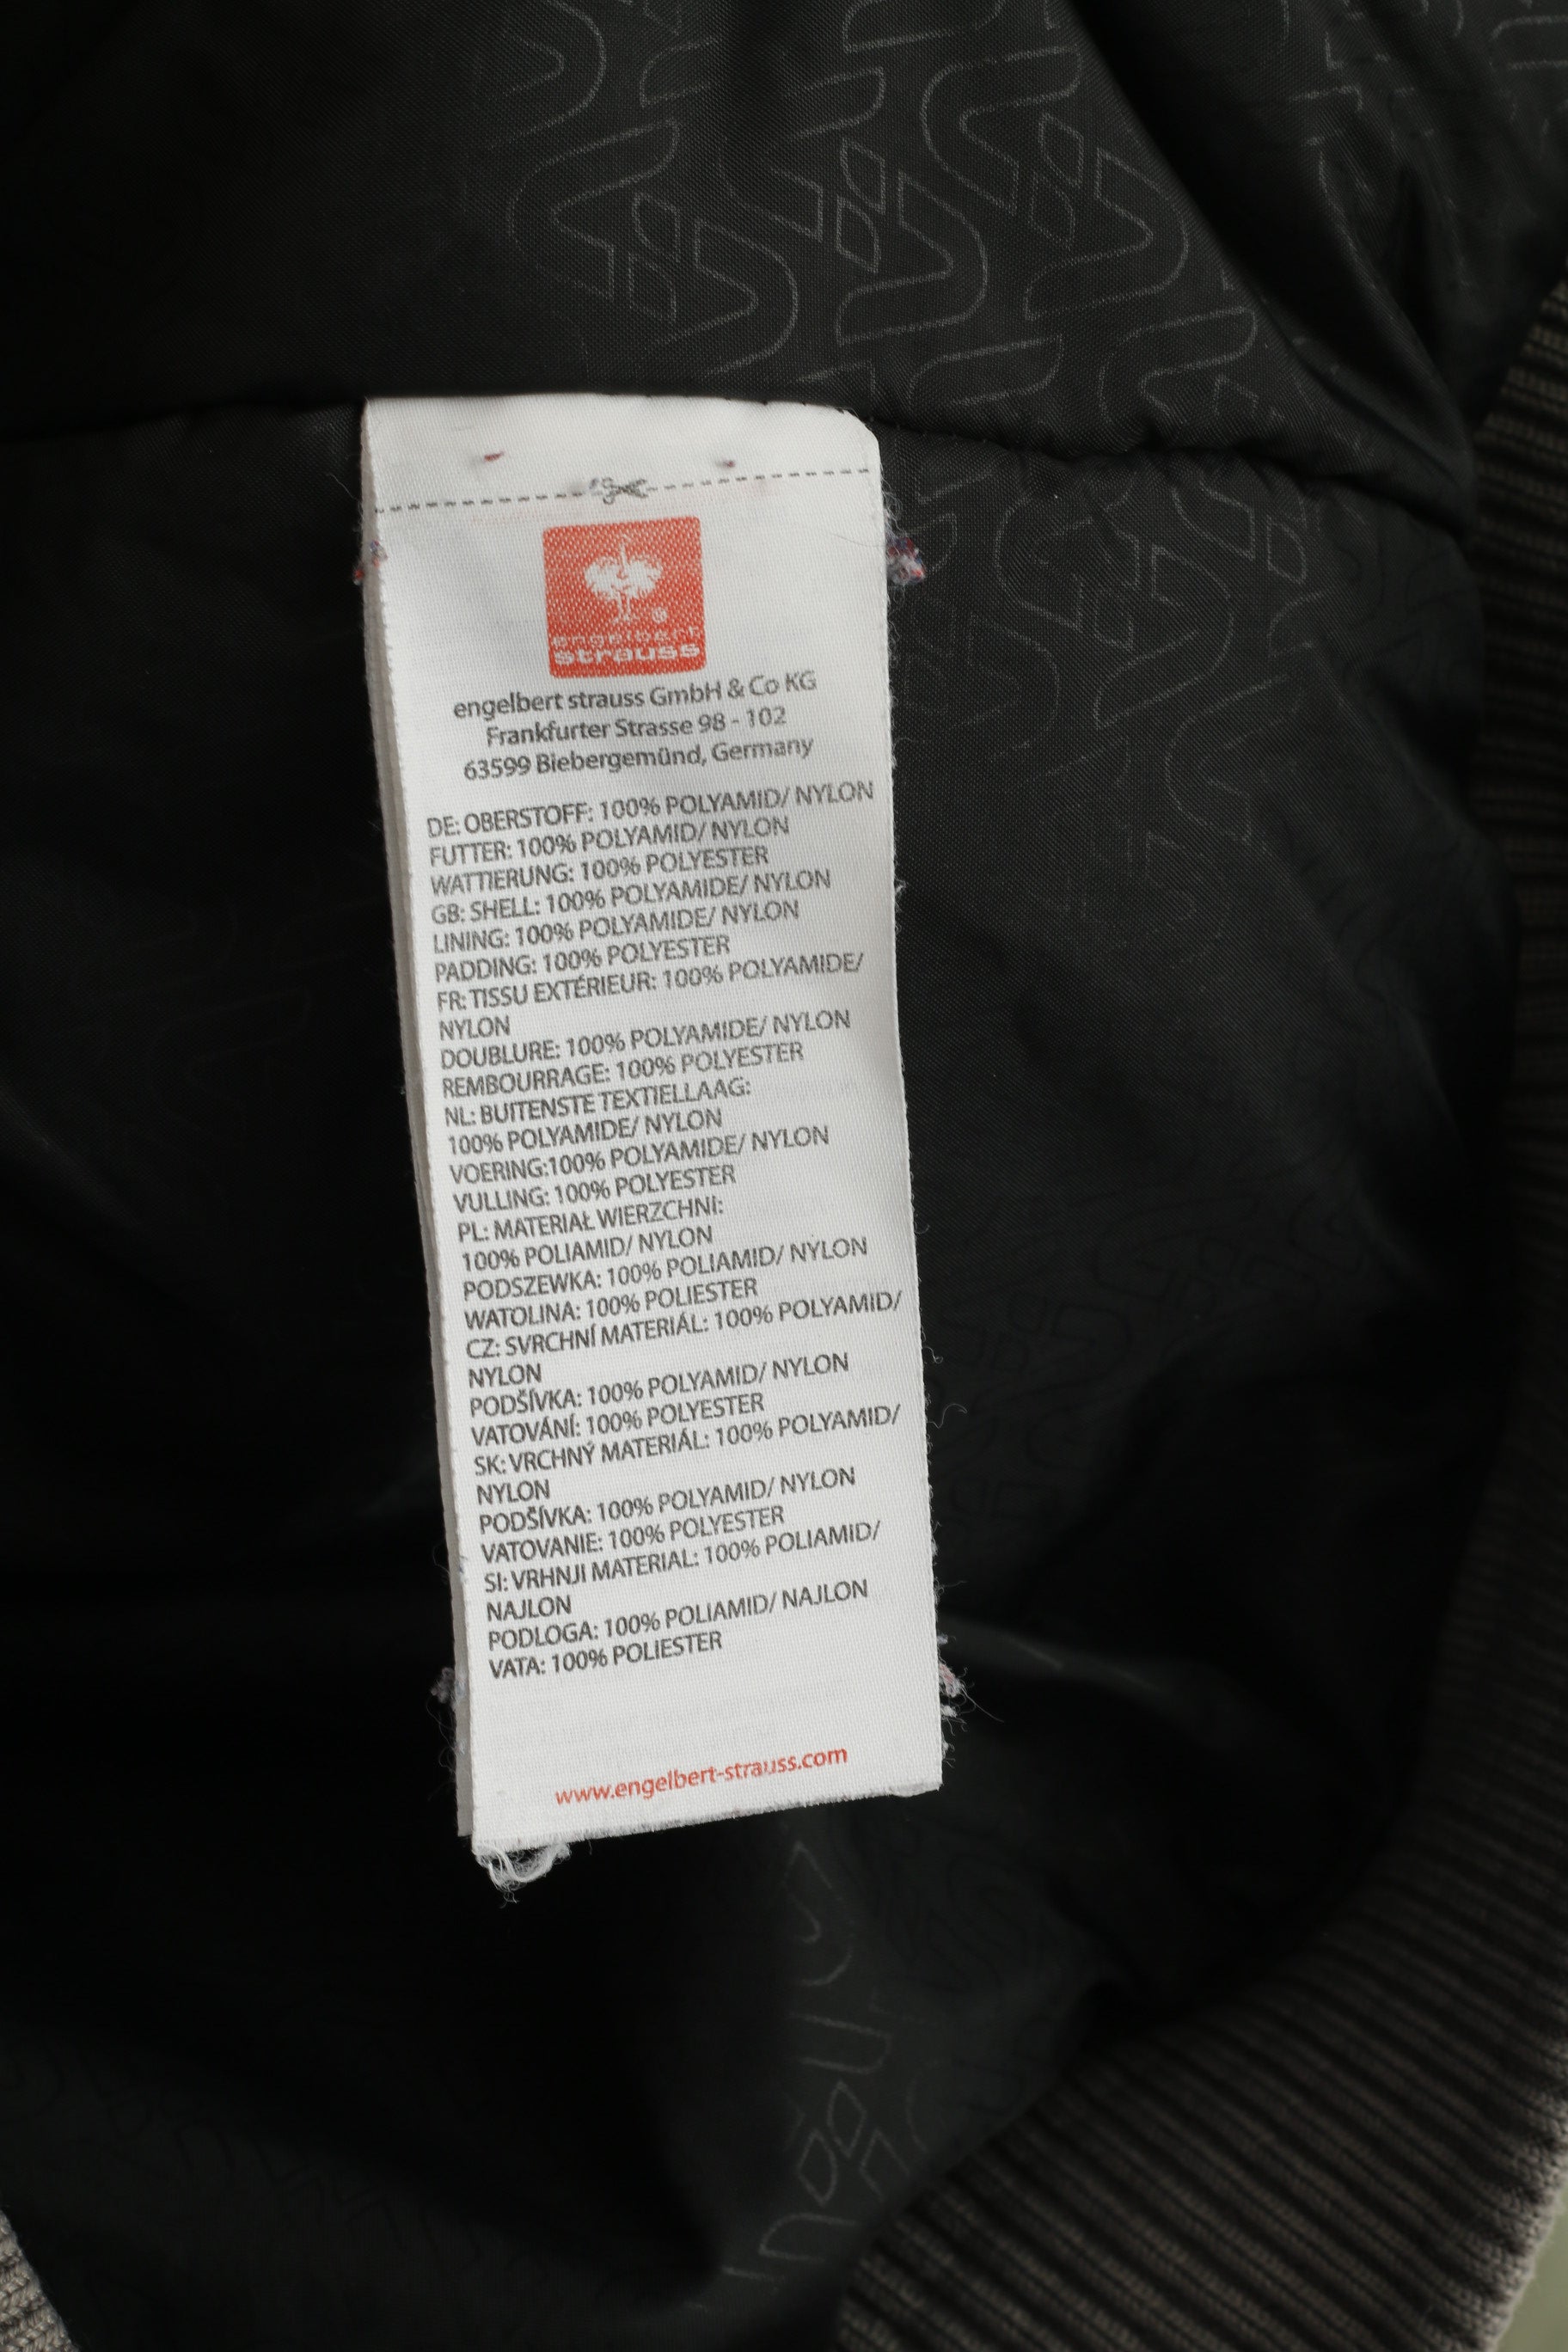 engelbert
strauss
engelbert strauss GmbH & Co KG
Frankfurter Strasse 98 - 102
63599 Biebergemünd, Germany
DE: OBERSTOFF: 100% POLYAMID/ NYLON
FUTTER: 100% POLYAMID/ NYLON
WATTIERUNG: 100% POLYESTER
GB: SHELL: 100% POLYAMIDE/ NYLON
LINING: 100% POLYAMIDE/ NYLON
PADDING: 100% POLYESTER
FR: TISSU EXTÉRIEUR: 100% POLYAMIDE/
NYLON
DOUBLURE: 100% POLYAMIDE/ NYLON
REMBOURRAGE: 100% POLYESTER
NL: BUITENSTE TEXTIELLAAG:
100% POLYAMIDE/ NYLON
VOERING:100% POLYAMIDE/ NYLON
VULLING: 100% POLYESTER
PL: MATERIAŁ WIERZCHNI:
100% POLIAMID/ NYLON
PODSZEWKA: 100% POLIAMID/ NYLON
WATOLINA: 100% POLIESTER
CZ: SVRCHNÍ MATERIÁL: 100% POLYAMID/
NYLON
PODŠÍVKA: 100% POLYAMID/ NYLON
VATOVÁNÍ: 100% POLYESTER
SK: VRCHNÝ MATERIÁL: 100% POLYAMID/
NYLON
PODŠÍVKA: 100% POLYAMID/ NYLON
VATOVANIE: 100% POLYESTER
SI: VRHNJI MATERIAL: 100% POLIAMID/
NAJLON
PODLOGA: 100% POLIAMID/ NAJLON
VATA: 100% POLIESTER
www.engelbert-strauss.com